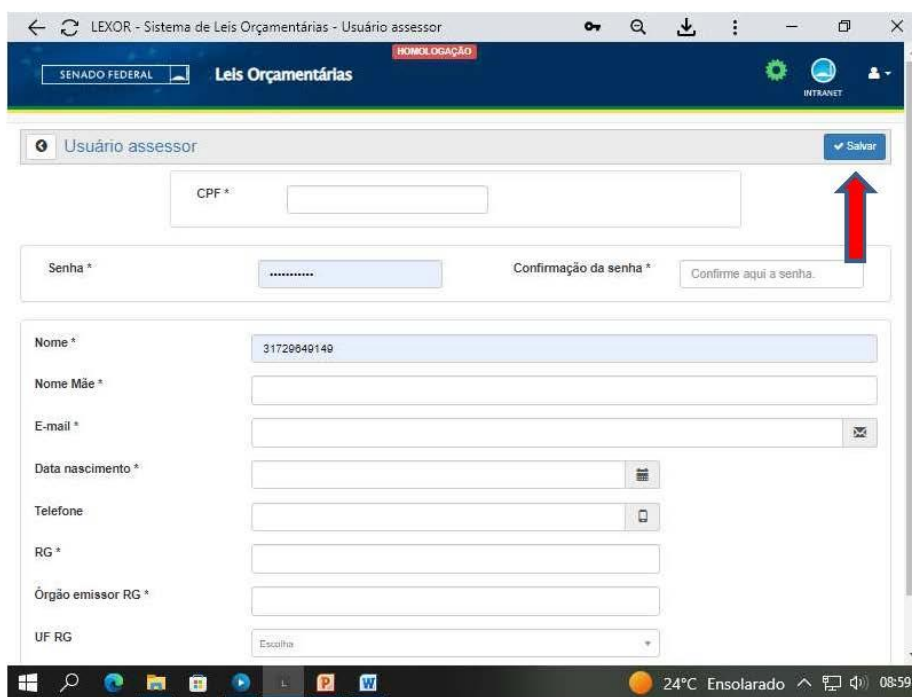 LEXOR - Sistema de Leis Orçamentárias - Usuário assessor
HOMOLOGAÇÃO
SENADO FEDERAL
Leis Orçamentárias
INTRANET
Usuário assessor
Salvar
CPF *
Senha *
...........
Confirmação da senha *
Confirme aqui a senha.
Nome *
31729649149
Nome Mãe *
E-mail *
Data nascimento *
Telefone
RG *
Órgão emissor RG *
UF RG
Escolha
L
P
W
24°C Ensolarado
08:59